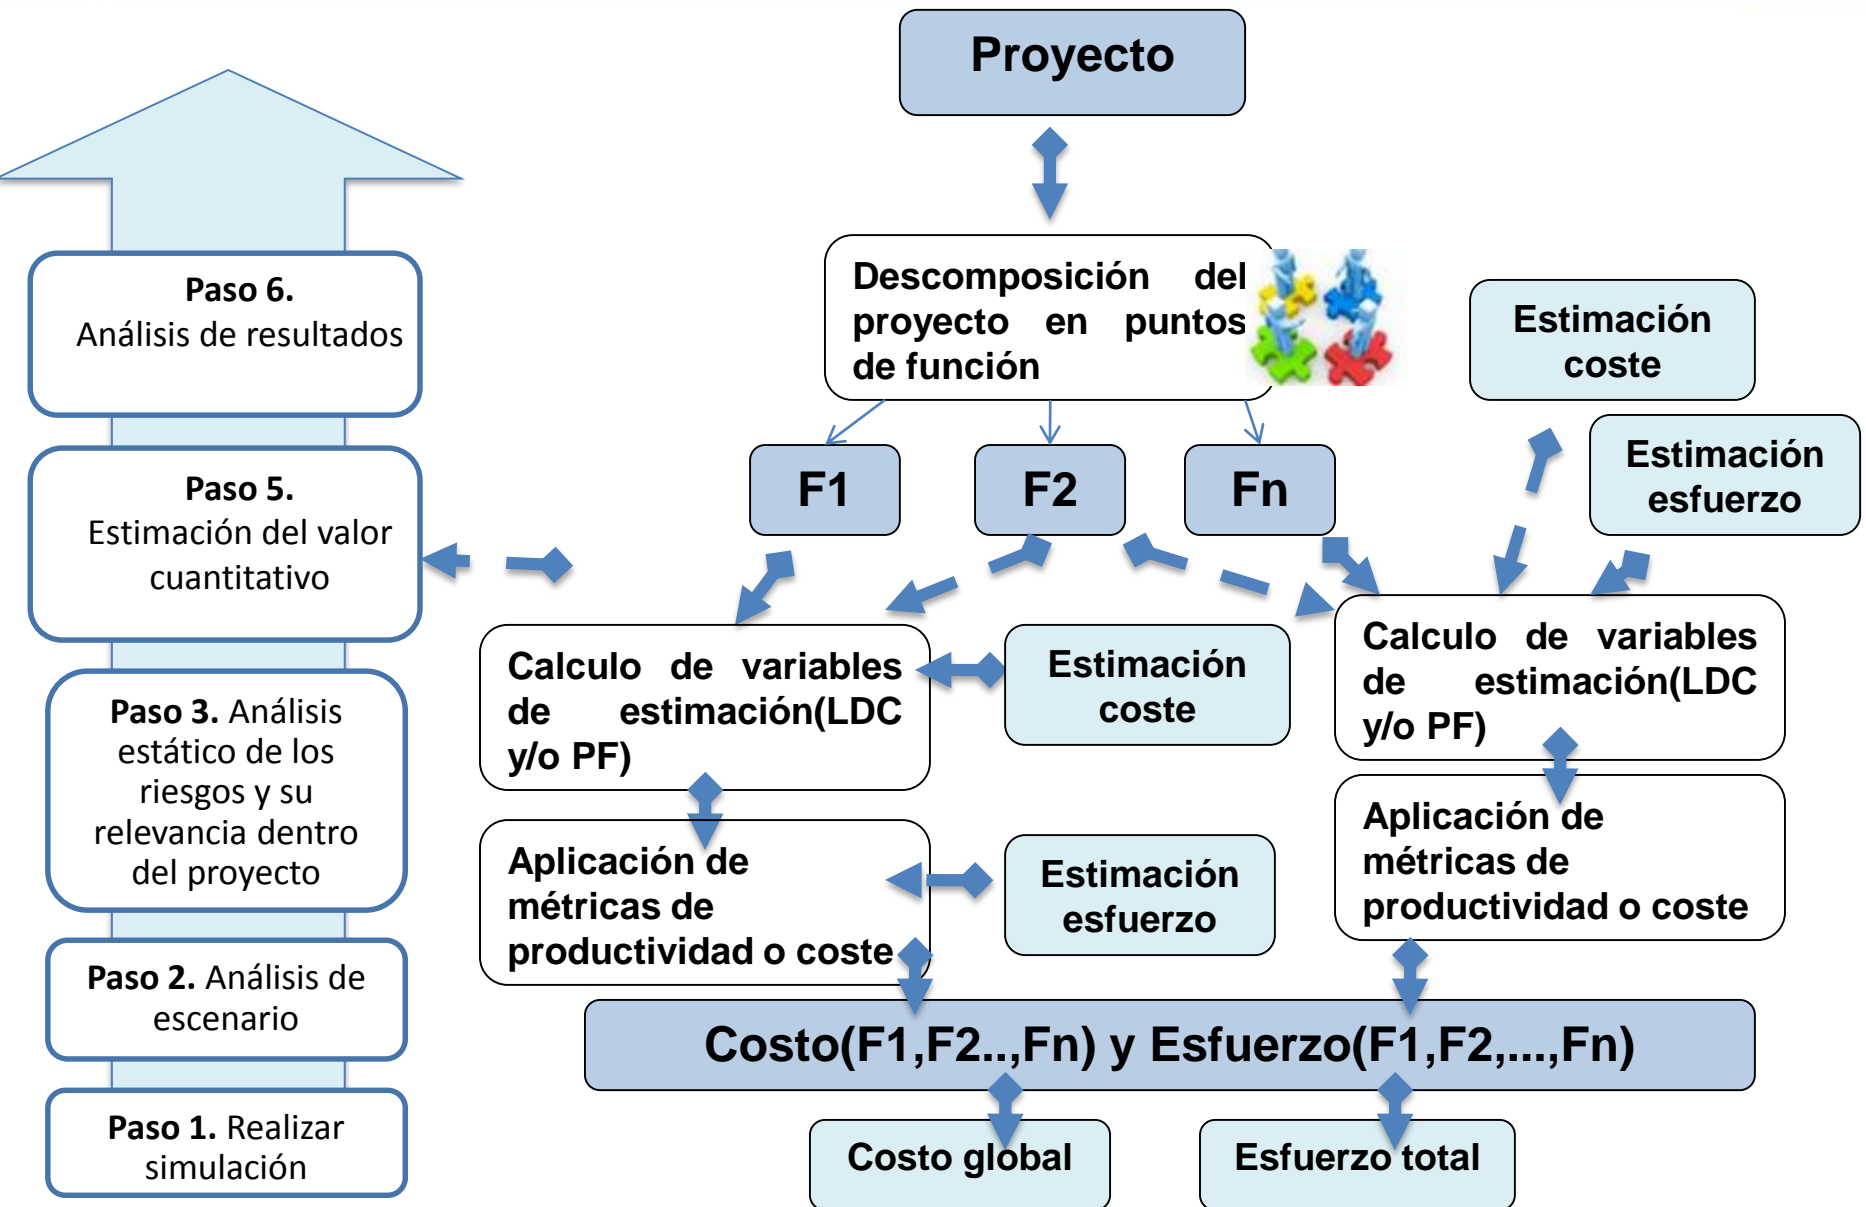 Proyecto
Paso 6.
Análisis de resultados
Paso 5.
Estimación del valor
cuantitativo
Paso 3. Análisis
estático de los
riesgos y su
relevancia dentro
del proyecto
Paso 2. Análisis de
escenario
Paso 1. Realizar
simulación
Descomposición del
proyecto en puntos
de función
F1
F2
Fn
Estimación
coste
Estimación
esfuerzo
Calculo de variables
de estimación(LDC
y/o PF)
Estimación
coste
Calculo de variables
de estimación(LDC
y/o PF)
Aplicación de
métricas de
productividad o coste
Estimación
esfuerzo
Aplicación de
métricas de
productividad o coste
Costo(F1,F2..,Fn) y Esfuerzo(F1,F2,...,Fn)
Costo global
Esfuerzo total